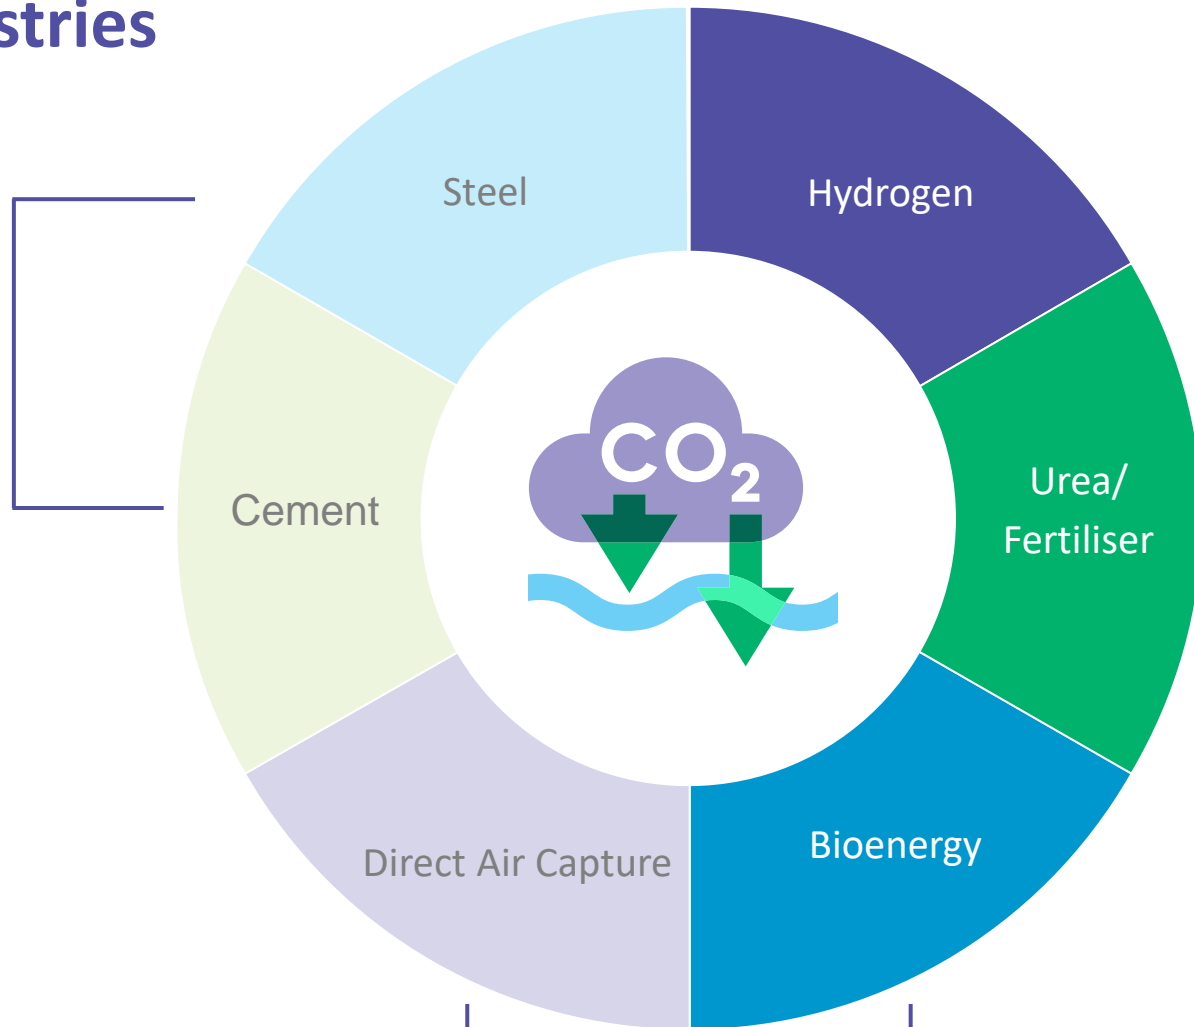 stries
Steel
Hydrogen
Cement
CO₂
Urea/
Fertiliser
Direct Air Capture
Bioenergy